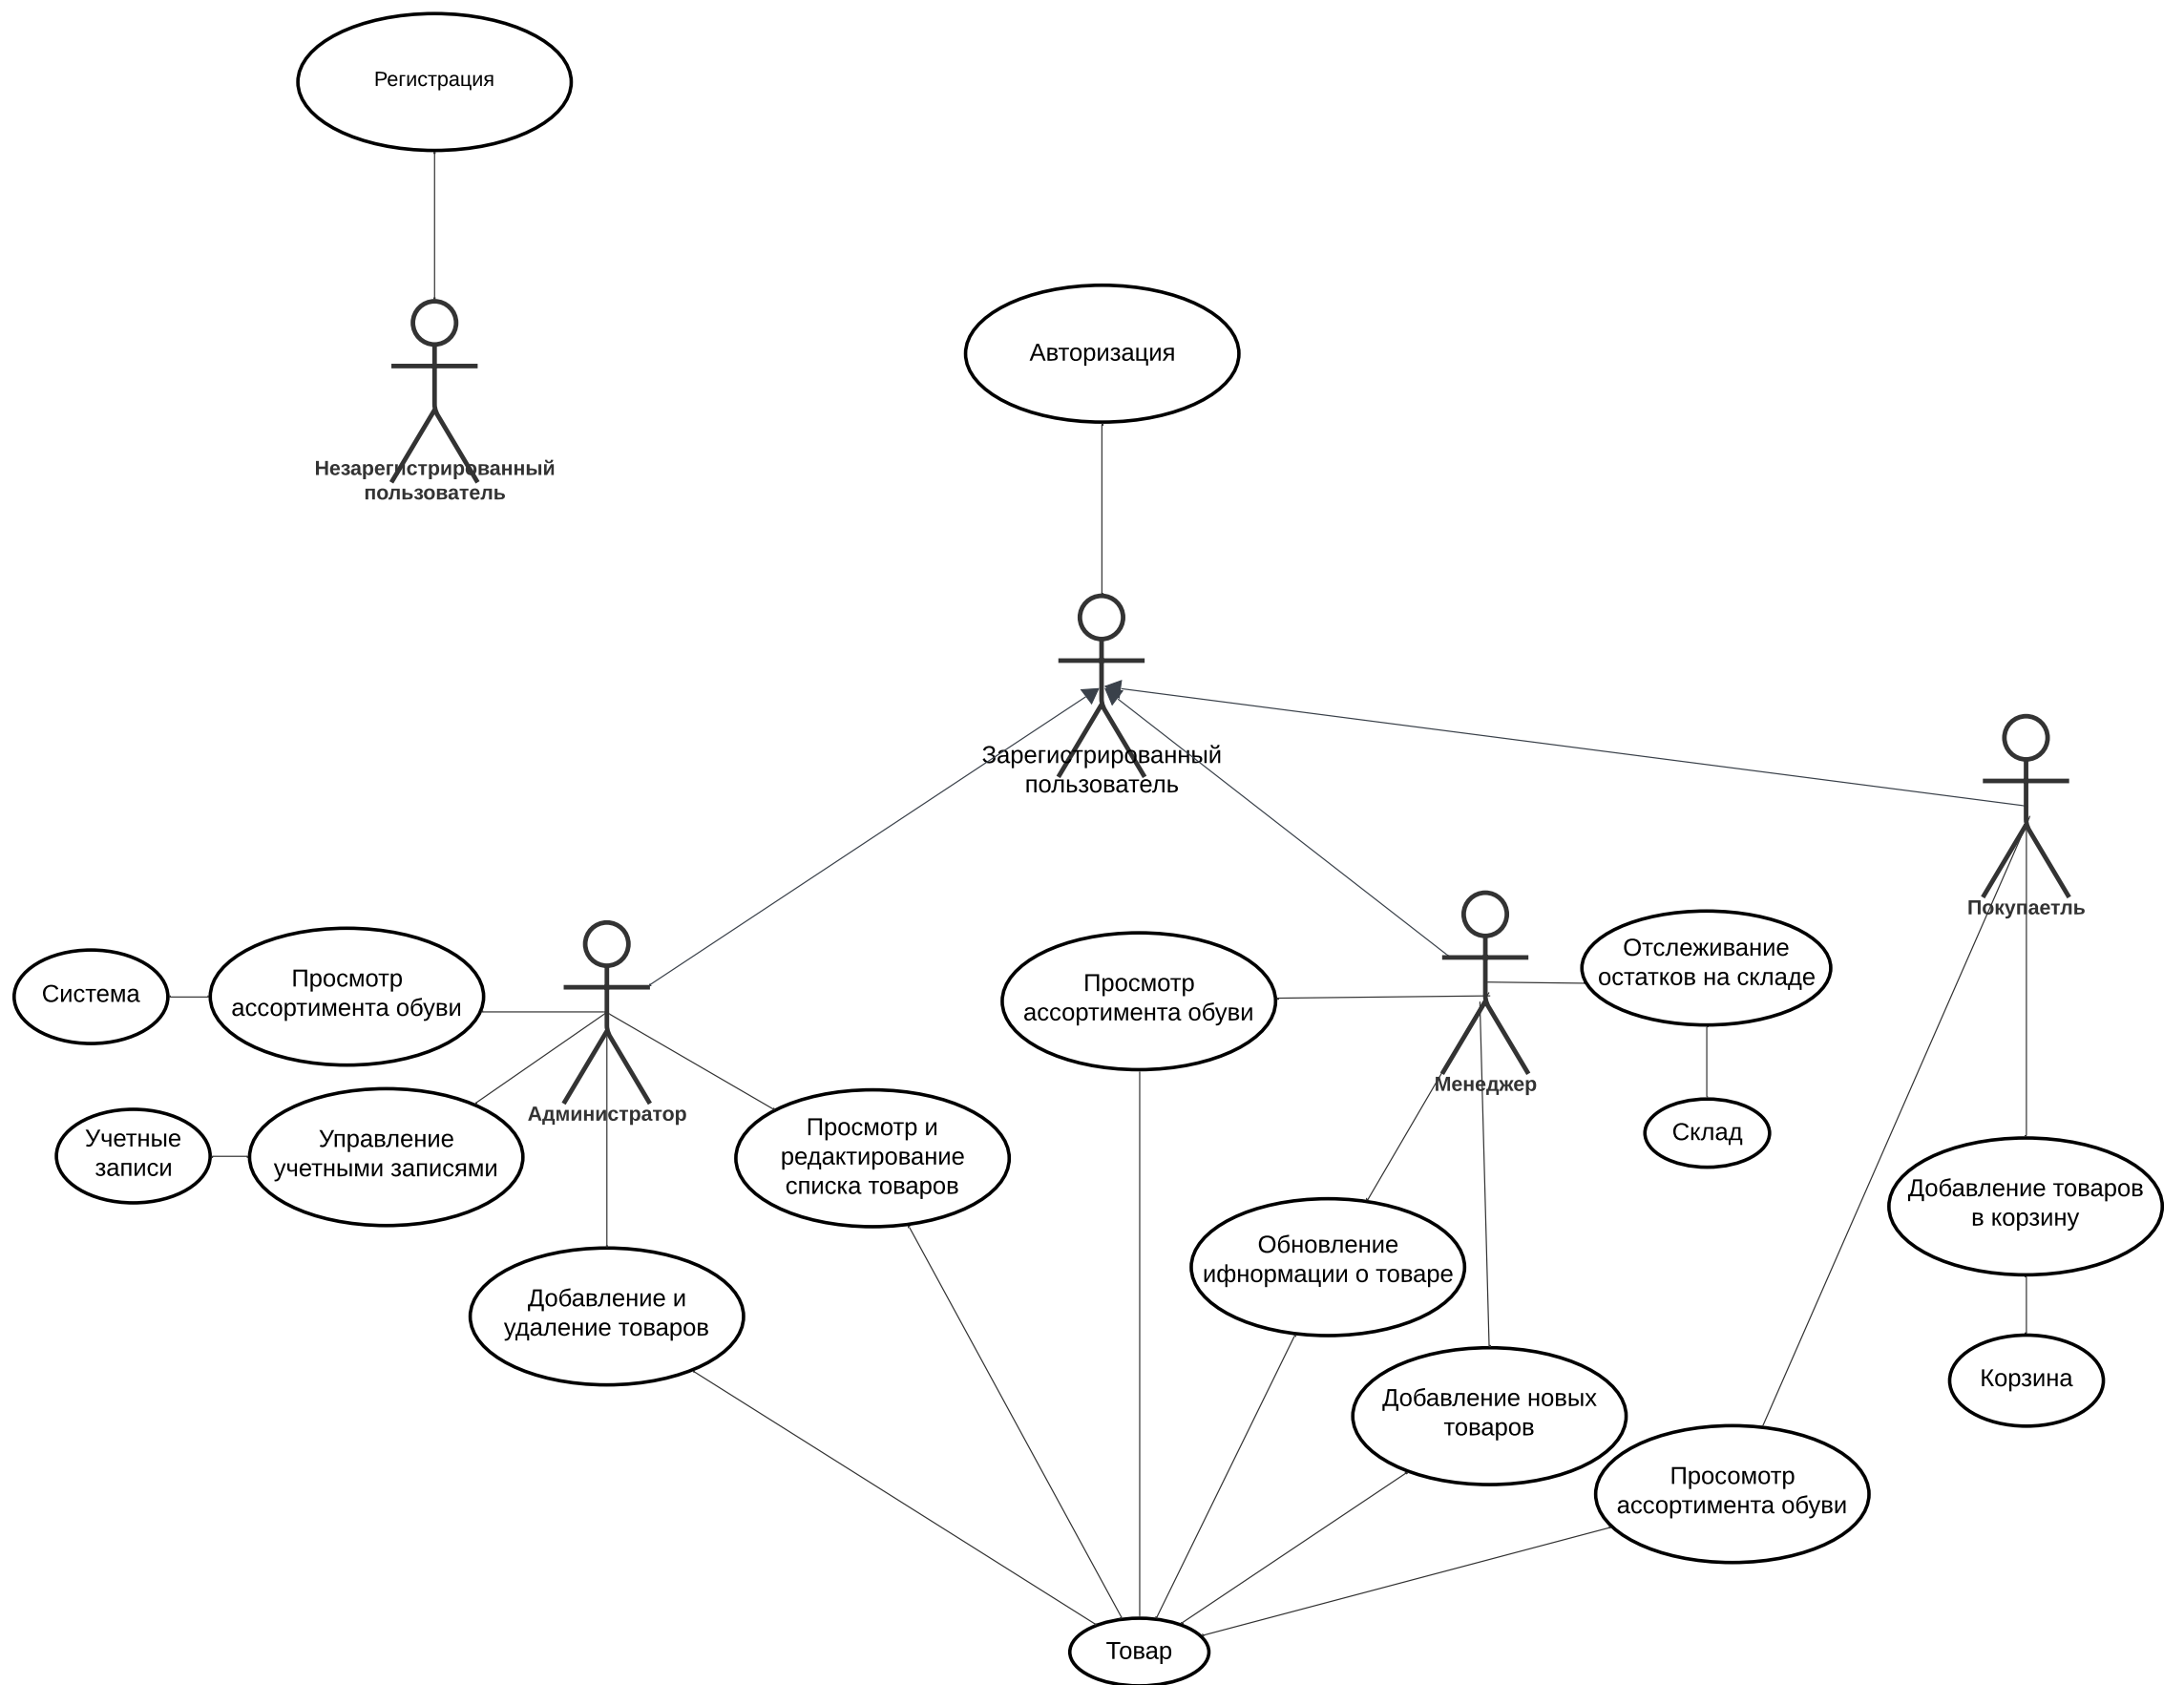 Регистрация
Незарегистрированный
пользователь
Авторизация
Зарегистрированный
пользователь
Покупаетль
Система
Просмотр
ассортимента обуви
Учетные
записи
Управление
учетными записями
Администратор
Просмотр и
редактирование
списка товаров
Добавление и
удаление товаров
Просмотр
ассортимента обуви
Менеджер
Отслеживание
остатков на складе
Склад
Обновление
ифнормации о товаре
Добавление новых
товаров
Добавление товаров
в корзину
Корзина
Просомотр
ассортимента обуви
Товар